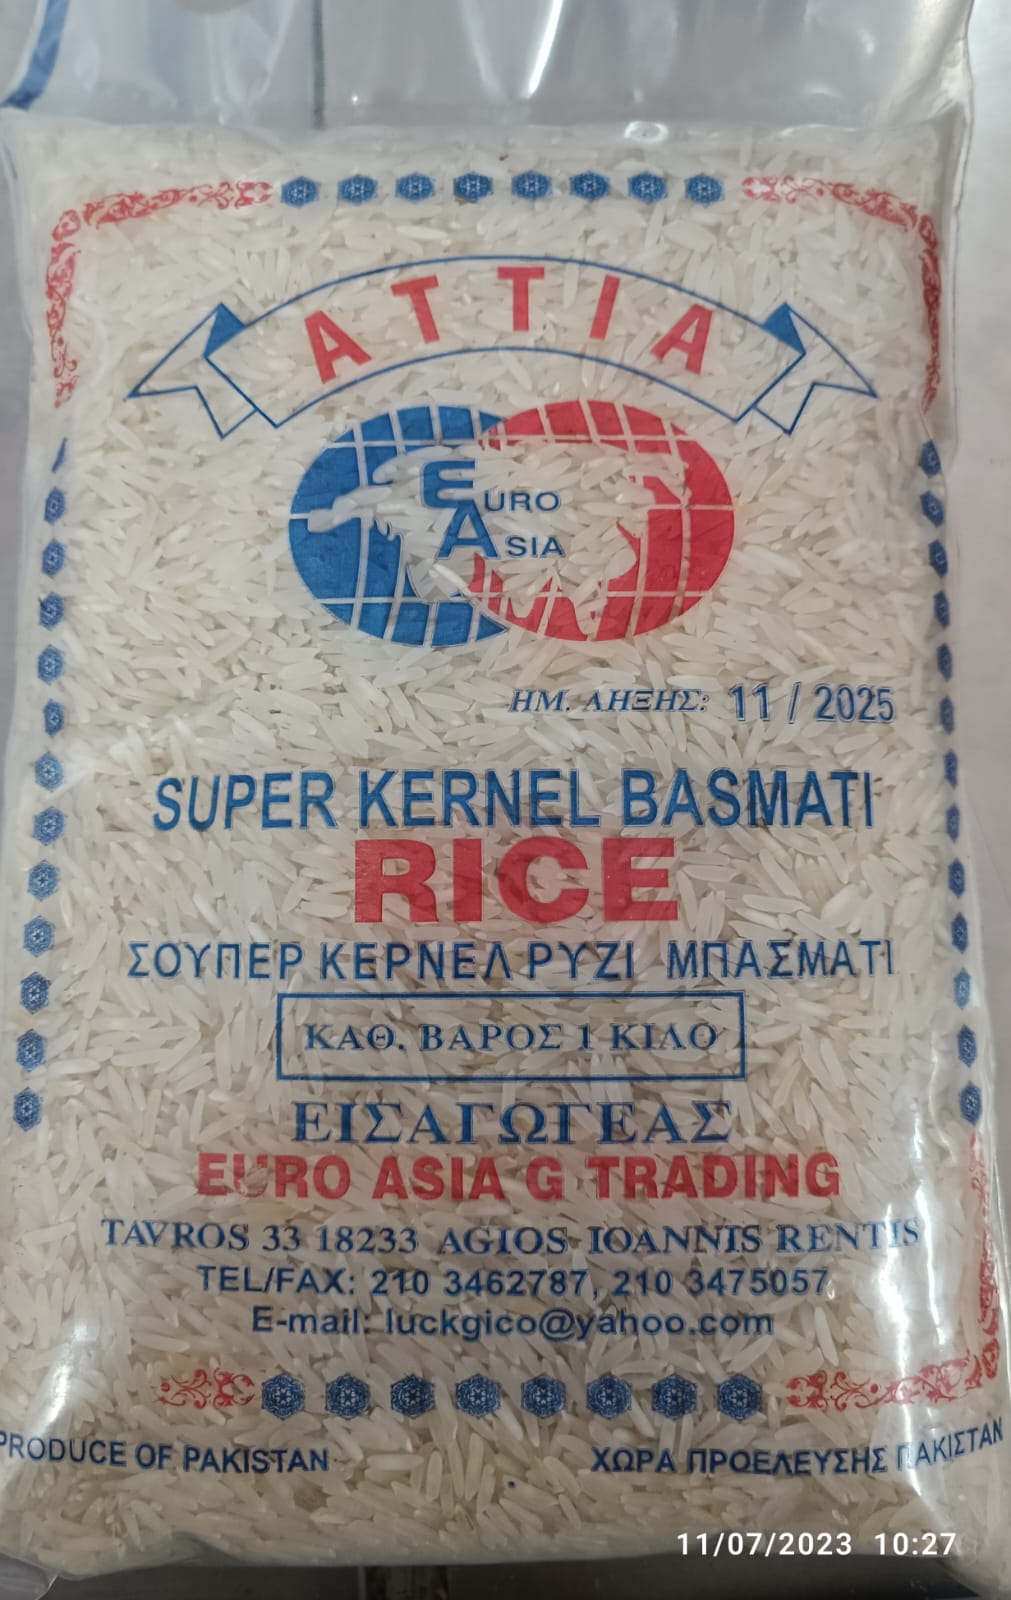 ATTIA
EURO
ASIA
ΗΜ. ΛΗΞΗΣ: 11 / 2025
SUPER KERNEL BASMATI
RICE
ΣΟΥΠΕΡ ΚΕΡΝΕΛ ΡΥΖΙ ΜΠΑΣΜΑΤΙ
ΚΑΘ. ΒΑΡΟΣ 1 ΚΙΛΟ
ΕΙΣΑΓΩΓΕΑΣ
EURO ASIA G TRADING
TAVROS 33 18233 AGIOS IOANNIS RENTIS
TEL/FAX: 210 3462787, 210 3475057
E-mail: luckgico@yahoo.com
PRODUCE OF PAKISTAN
ΧΩΡΑ ΠΡΟΕΛΕΥΣΗΣ ΠΑΚΙΣΤΑΝ
11/07/2023 10:27